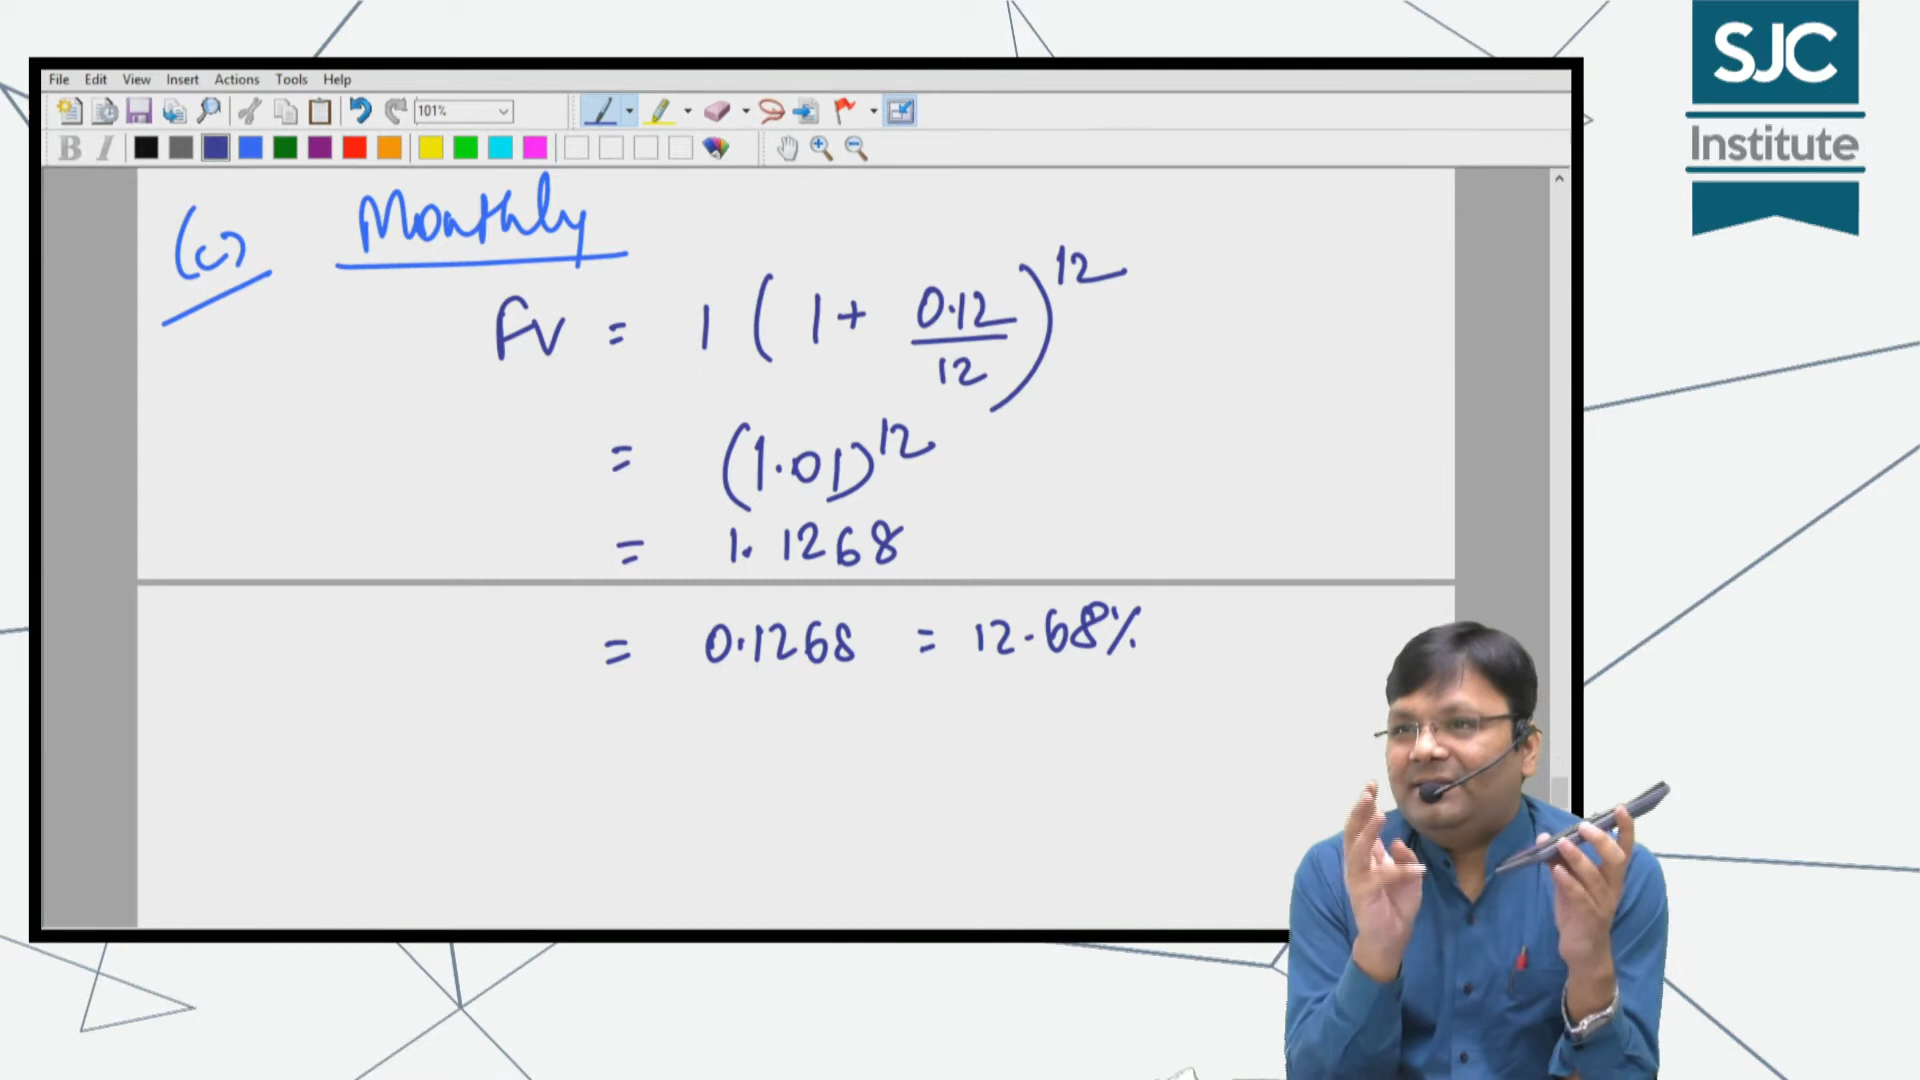 SJC
Institute
File Edit View Insert Actions Tools Help
101%
B I
(c) Monthly
FV = 1 ( 1 + 0.12 / 12 )^12
= (1.01)^12
= 1.1268
= 0.1268 = 12.68%